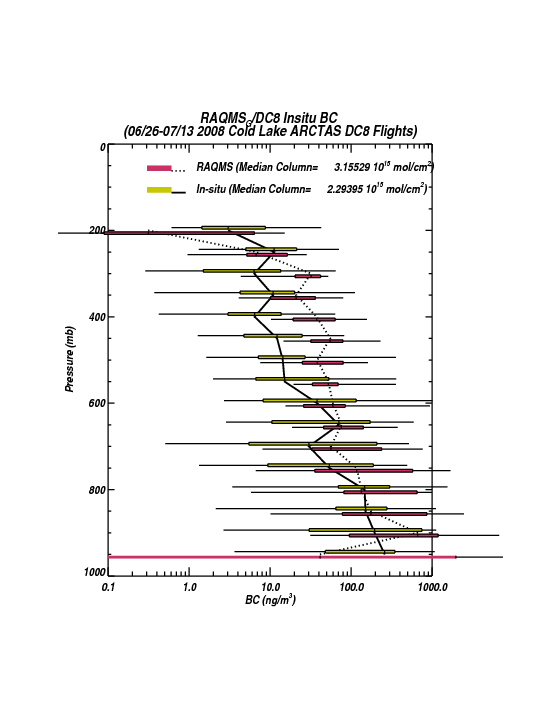 RAQMS_G/DC8 Insitu BC
(06/26-07/13 2008 Cold Lake ARCTAS DC8 Flights)
0
RAQMS (Median Column= 3.15529 10^15 mol/cm^2)
In-situ (Median Column= 2.29395 10^15 mol/cm^2)
200
400
Pressure (mb)
600
800
1000
0.1 1.0 10.0 100.0 1000.0
BC (ng/m^3)